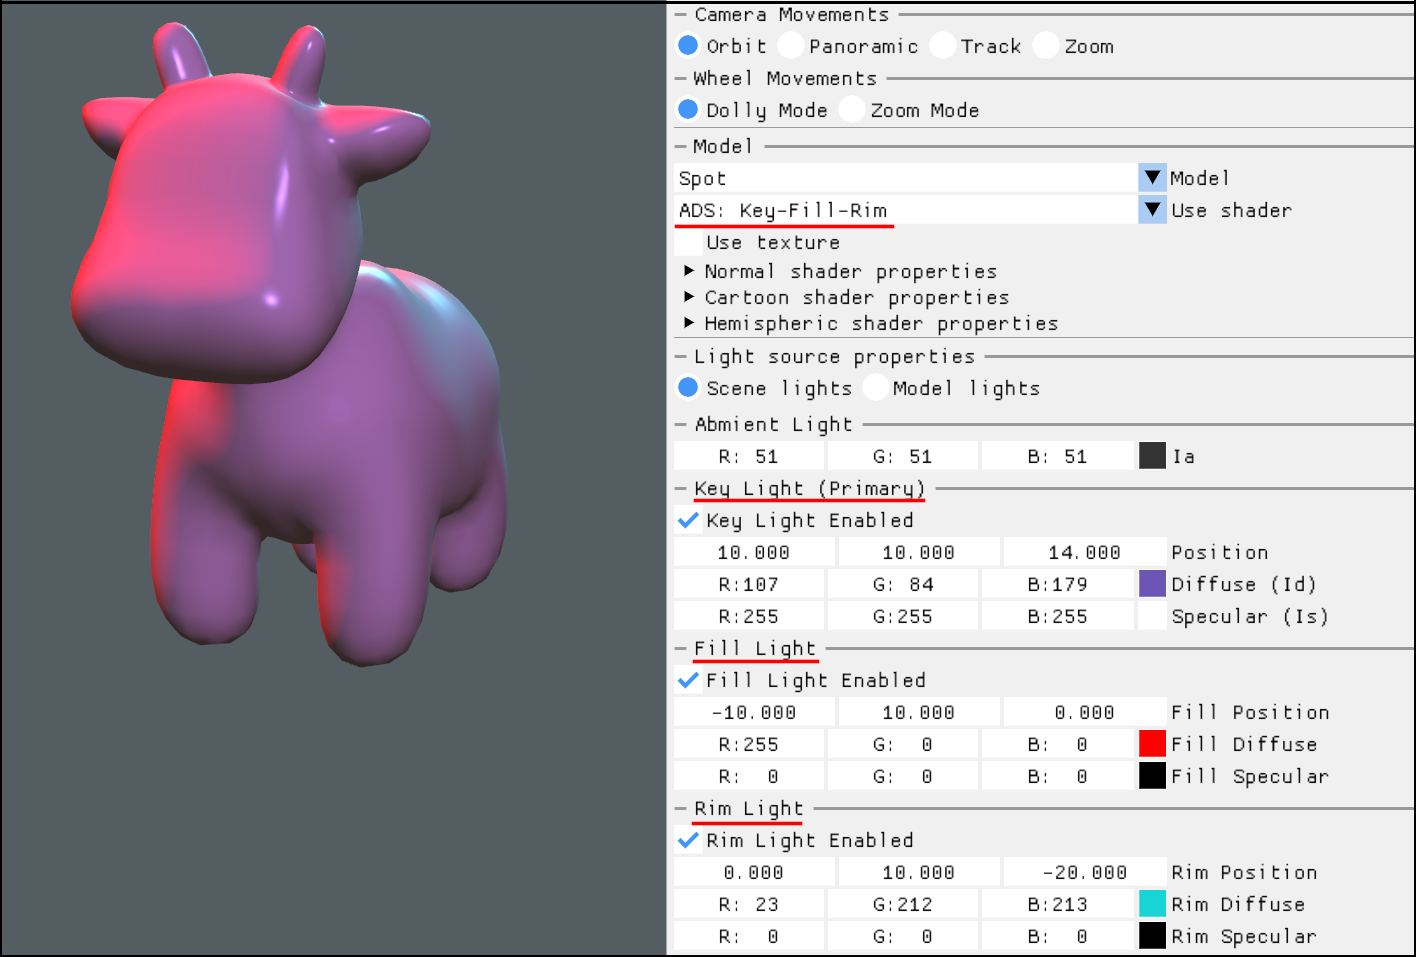 Camera Movements
Orbit Panoramic Track Zoom
Wheel Movements
Dolly Mode Zoom Mode
Model
Spot Model
ADS: Key-Fill-Rim Use shader
Use texture
Normal shader properties
Cartoon shader properties
Hemispheric shader properties
Light source properties
Scene lights Model lights
Abmient Light
R: 51 G: 51 B: 51 Ia
Key Light (Primary)
Key Light Enabled
10.000 10.000 14.000 Position
R:107 G: 84 B:179 Diffuse (Id)
R:255 G:255 B:255 Specular (Is)
Fill Light
Fill Light Enabled
-10.000 10.000 0.000 Fill Position
R:255 G: 0 B: 0 Fill Diffuse
R: 0 G: 0 B: 0 Fill Specular
Rim Light
Rim Light Enabled
0.000 10.000 -20.000 Rim Position
R: 23 G:212 B:213 Rim Diffuse
R: 0 G: 0 B: 0 Rim Specular